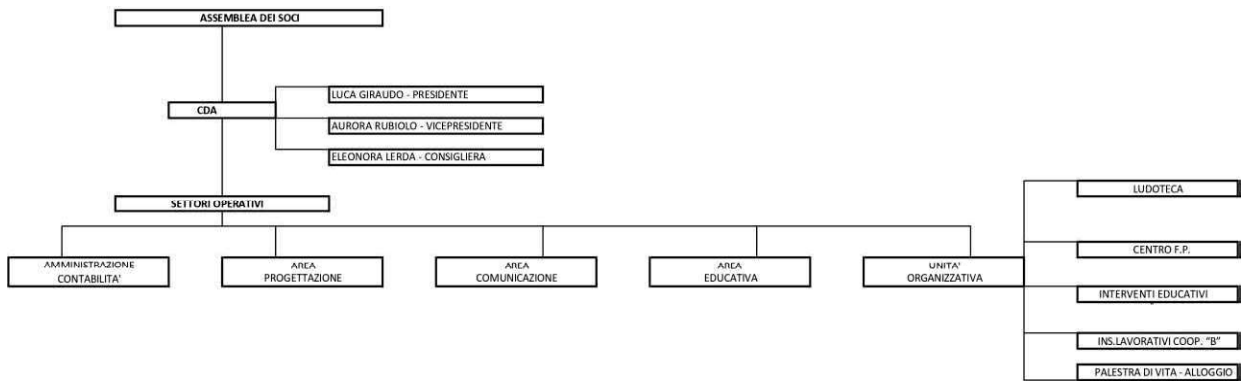 ASSEMBLEA DEI SOCI
LUCA GIRAUDO - PRESIDENTE
CDA
AURORA RUBIOLO - VICEPRESIDENTE
ELEONORA LERDA - CONSIGLIERA
SETTORI OPERATIVI
AMMINISTRAZIONE
CONTABILITA'
AREA
PROGETTAZIONE
AREA
COMUNICAZIONE
AREA
EDUCATIVA
UNITA'
ORGANIZZATIVA
LUDOTECA
CENTRO F.P.
INTERVENTI EDUCATIVI
INS.LAVORATIVI COOP. "B"
PALESTRA DI VITA - ALLOGGIO